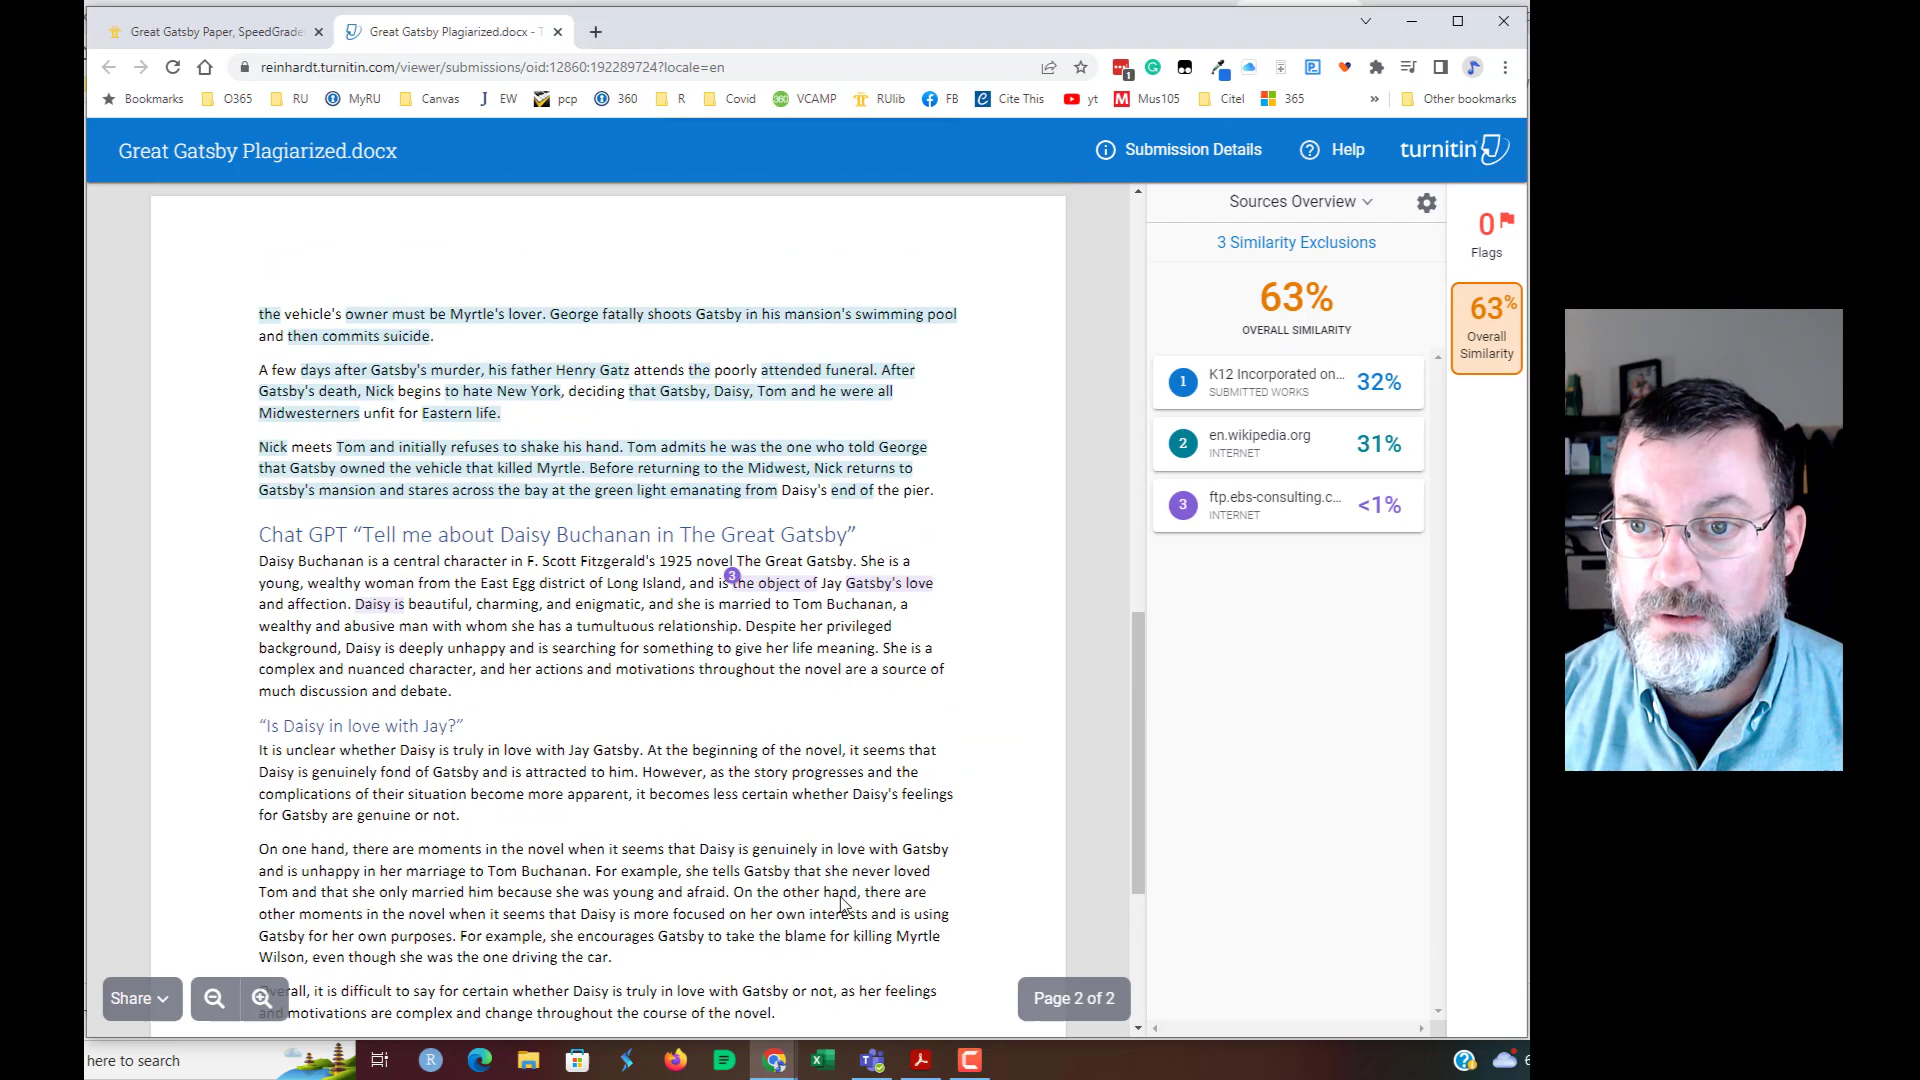 Great Gatsby Paper, SpeedGrade
Great Gatsby Plagiarized.docx - T
reinhardt.turnitin.com/viewer/submissions/oid:12860:192289724?locale=en
1
Bookmarks
O365
RU
MyRU
Canvas
J EW
pcp
360
R
Covid
360 VCAMP
RUlib
FB
Cite This
yt
M Mus105
Citel
365
»
Other bookmarks
Great Gatsby Plagiarized.docx
Submission Details
Help
turnitin
the vehicle's owner must be Myrtle's lover. George fatally shoots Gatsby in his mansion's swimming pool
and then commits suicide.
A few days after Gatsby's murder, his father Henry Gatz attends the poorly attended funeral. After
Gatsby's death, Nick begins to hate New York, deciding that Gatsby, Daisy, Tom and he were all
Midwesterners unfit for Eastern life.
Nick meets Tom and initially refuses to shake his hand. Tom admits he was the one who told George
that Gatsby owned the vehicle that killed Myrtle. Before returning to the Midwest, Nick returns to
Gatsby's mansion and stares across the bay at the green light emanating from Daisy's end of the pier.
Chat GPT “Tell me about Daisy Buchanan in The Great Gatsby”
Daisy Buchanan is a central character in F. Scott Fitzgerald's 1925 novel The Great Gatsby. She is a
3
young, wealthy woman from the East Egg district of Long Island, and is the object of Jay Gatsby's love
and affection. Daisy is beautiful, charming, and enigmatic, and she is married to Tom Buchanan, a
wealthy and abusive man with whom she has a tumultuous relationship. Despite her privileged
background, Daisy is deeply unhappy and is searching for something to give her life meaning. She is a
complex and nuanced character, and her actions and motivations throughout the novel are a source of
much discussion and debate.
“Is Daisy in love with Jay?”
It is unclear whether Daisy is truly in love with Jay Gatsby. At the beginning of the novel, it seems that
Daisy is genuinely fond of Gatsby and is attracted to him. However, as the story progresses and the
complications of their situation become more apparent, it becomes less certain whether Daisy's feelings
for Gatsby are genuine or not.
On one hand, there are moments in the novel when it seems that Daisy is genuinely in love with Gatsby
and is unhappy in her marriage to Tom Buchanan. For example, she tells Gatsby that she never loved
Tom and that she only married him because she was young and afraid. On the other hand, there are
other moments in the novel when it seems that Daisy is more focused on her own interests and is using
Gatsby for her own purposes. For example, she encourages Gatsby to take the blame for killing Myrtle
Wilson, even though she was the one driving the car.
Overall, it is difficult to say for certain whether Daisy is truly in love with Gatsby or not, as her feelings
and motivations are complex and change throughout the course of the novel.
Share
Page 2 of 2
Sources Overview
3 Similarity Exclusions
63%
OVERALL SIMILARITY
1 K12 Incorporated on... 32%
SUBMITTED WORKS
2 en.wikipedia.org 31%
INTERNET
3 ftp.ebs-consulting.c... <1%
INTERNET
0
Flags
63%
Overall
Similarity
here to search